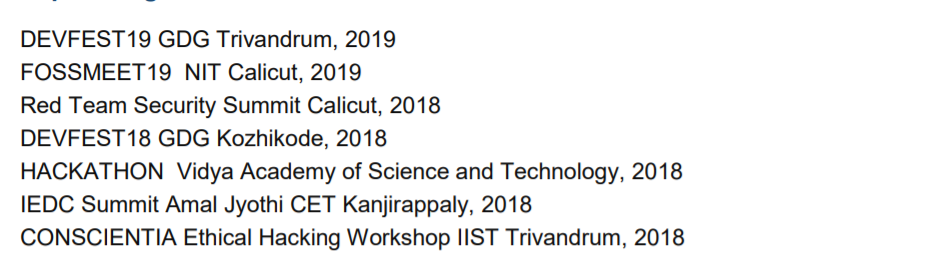 DEVFEST19 GDG Trivandrum, 2019
FOSSMEET19  NIT Calicut, 2019
Red Team Security Summit Calicut, 2018
DEVFEST18 GDG Kozhikode, 2018
HACKATHON  Vidya Academy of Science and Technology, 2018
IEDC Summit Amal Jyothi CET Kanjirappaly, 2018
CONSCIENTIA Ethical Hacking Workshop IIST Trivandrum, 2018